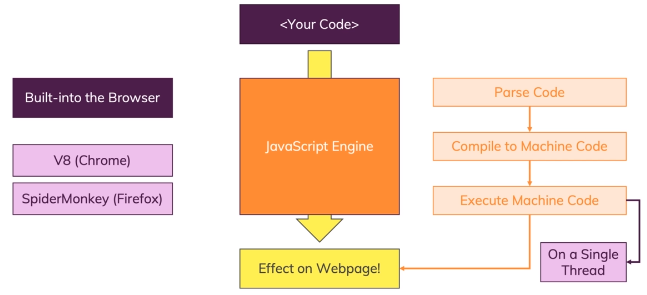 <Your Code>
Built-into the Browser
V8 (Chrome)
SpiderMonkey (Firefox)
JavaScript Engine
Effect on Webpage!
Parse Code
Compile to Machine Code
Execute Machine Code
On a Single
Thread